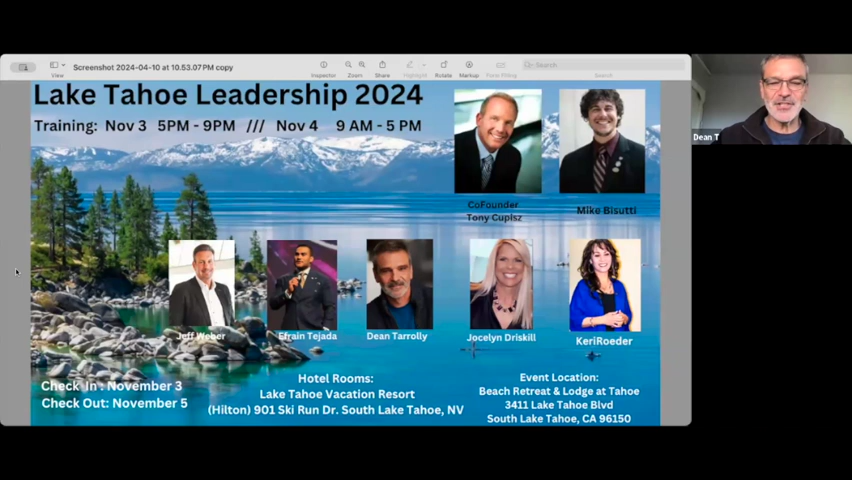 Screenshot 2024-04-10 at 10.53.07 PM copy
View
Inspector
Zoom
Share
Highlight
Rotate
Markup
Form Filling
Search
Search
Lake Tahoe Leadership 2024
Training: Nov 3 5PM - 9PM /// Nov 4 9 AM - 5 PM
CoFounder
Tony Cupisz
Mike Bisutti
Jeff Weber
Efrain Tejada
Dean Tarrolly
Jocelyn Driskill
KeriRoeder
Check In : November 3
Check Out: November 5
Hotel Rooms:
Lake Tahoe Vacation Resort
(Hilton) 901 Ski Run Dr. South Lake Tahoe, NV
Event Location:
Beach Retreat & Lodge at Tahoe
3411 Lake Tahoe Blvd
South Lake Tahoe, CA 96150
Dean T